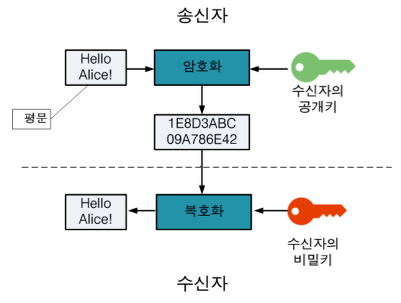 송신자
Hello
Alice!
암호화
수신자의
공개키
평문
1E8D3ABC
09A786E42
Hello
Alice!
복호화
수신자의
비밀키
수신자